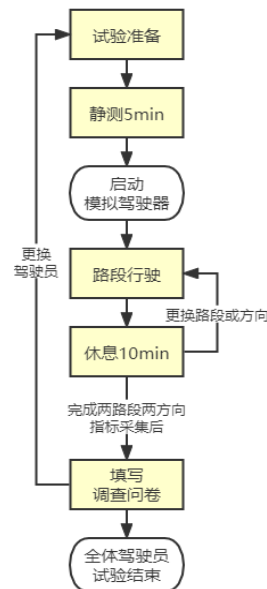 试验准备
静测5min
启动
模拟驾驶器
更换
驾驶员
路段行驶
更换路段或方向
休息10min
完成两路段两方向
指标采集后
填写
调查问卷
全体驾驶员
试验结束